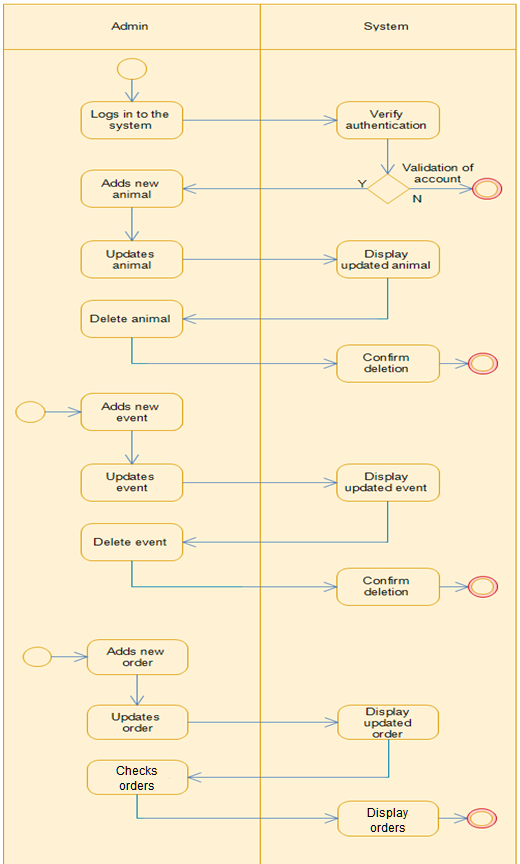 Admin
System
Logs in to the
system
Verify
authentication
Validation of
account
Y
N
Adds new
animal
Updates
animal
Display
updated animal
Delete animal
Confirm
deletion
Adds new
event
Updates
event
Display
updated event
Delete event
Confirm
deletion
Adds new
order
Updates
order
Display
updated
order
Checks
orders
Display
orders